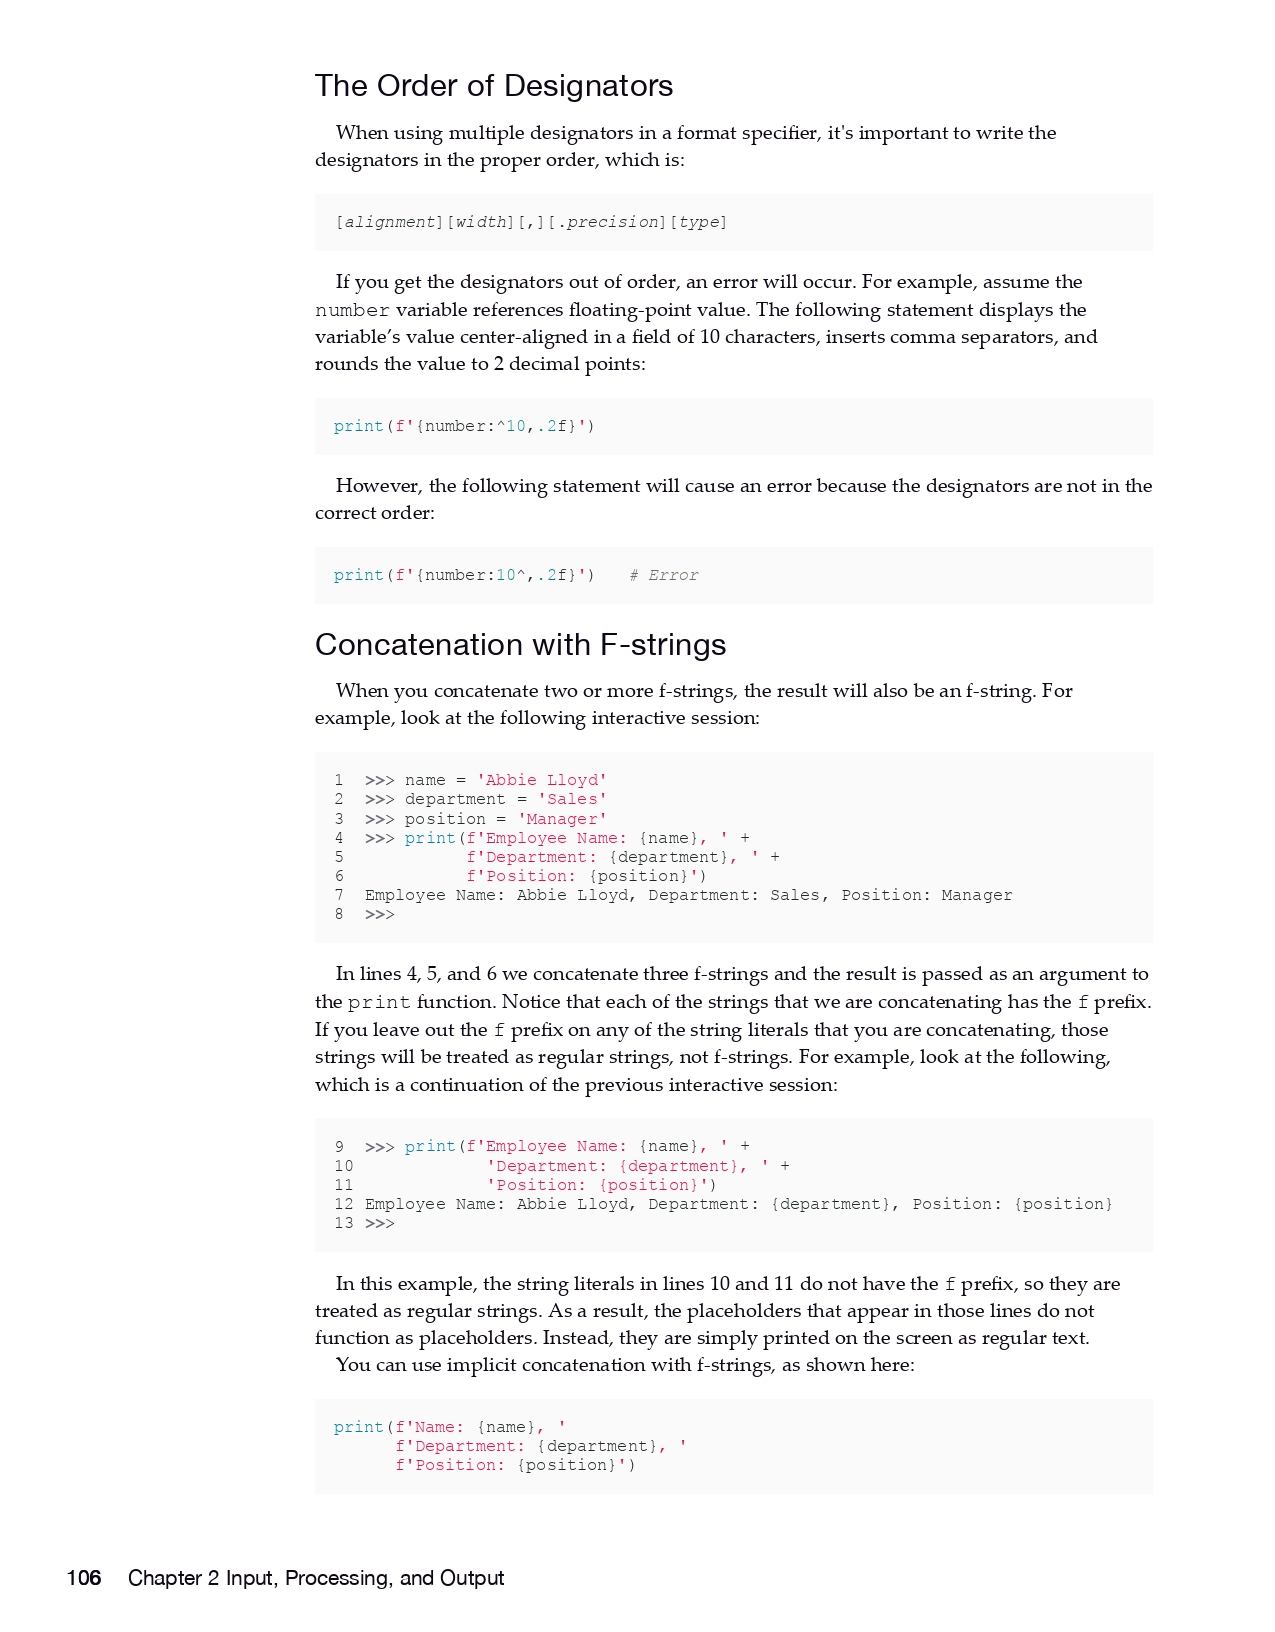 The Order of Designators
When using multiple designators in a format specifier, it's important to write the
designators in the proper order, which is:
[alignment][width][,][.precision][type]
If you get the designators out of order, an error will occur. For example, assume the
number variable references floating-point value. The following statement displays the
variable’s value center-aligned in a field of 10 characters, inserts comma separators, and
rounds the value to 2 decimal points:
print(f'{number:^10,.2f}')
However, the following statement will cause an error because the designators are not in the
correct order:
print(f'{number:10^,.2f}')   # Error
Concatenation with F-strings
When you concatenate two or more f-strings, the result will also be an f-string. For
example, look at the following interactive session:
1  >>> name = 'Abbie Lloyd'
2  >>> department = 'Sales'
3  >>> position = 'Manager'
4  >>> print(f'Employee Name: {name}, ' +
5            f'Department: {department}, ' +
6            f'Position: {position}')
7  Employee Name: Abbie Lloyd, Department: Sales, Position: Manager
8  >>>
In lines 4, 5, and 6 we concatenate three f-strings and the result is passed as an argument to
the print function. Notice that each of the strings that we are concatenating has the f prefix.
If you leave out the f prefix on any of the string literals that you are concatenating, those
strings will be treated as regular strings, not f-strings. For example, look at the following,
which is a continuation of the previous interactive session:
9  >>> print(f'Employee Name: {name}, ' +
10             'Department: {department}, ' +
11             'Position: {position}')
12 Employee Name: Abbie Lloyd, Department: {department}, Position: {position}
13 >>>
In this example, the string literals in lines 10 and 11 do not have the f prefix, so they are
treated as regular strings. As a result, the placeholders that appear in those lines do not
function as placeholders. Instead, they are simply printed on the screen as regular text.
You can use implicit concatenation with f-strings, as shown here:
print(f'Name: {name}, '
      f'Department: {department}, '
      f'Position: {position}')
106 Chapter 2 Input, Processing, and Output